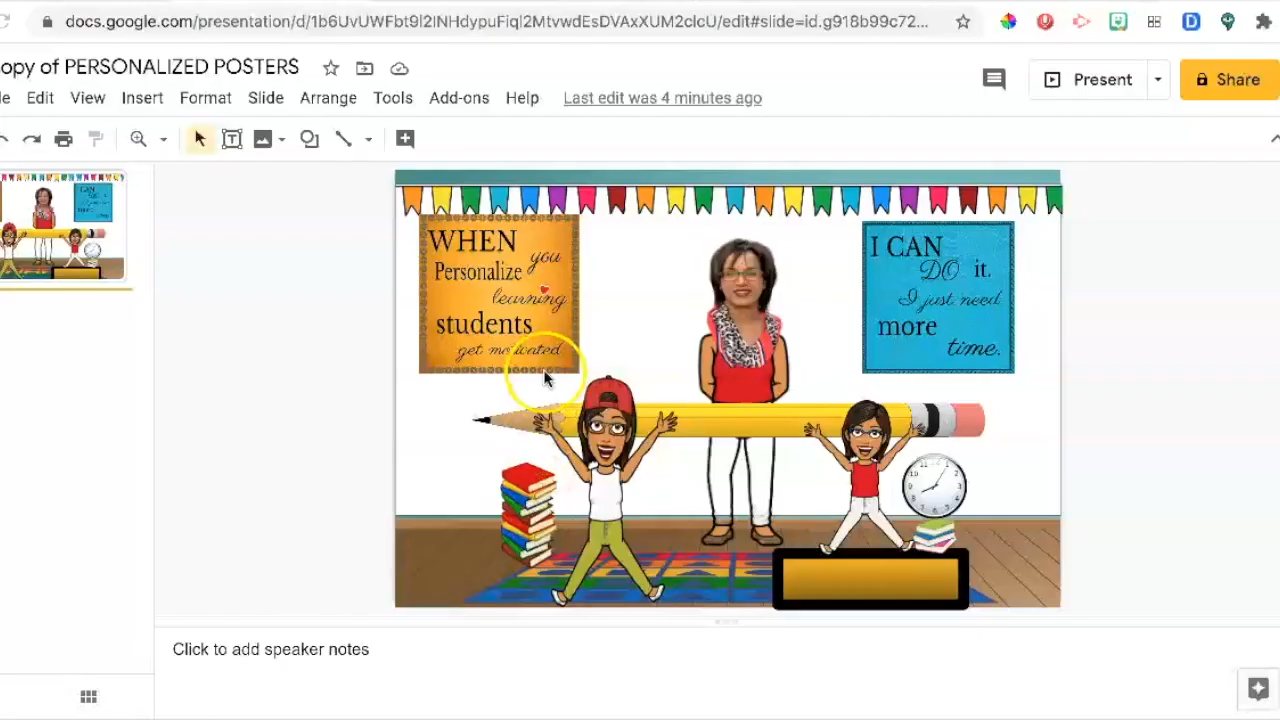 docs.google.com/presentation/d/1b6UvUWFbt9l2INHdypuFiql2MtvwdEsDVAxXUM2clcU/edit#slide=id.g918b99c72...
opy of PERSONALIZED POSTERS
Present
Share
le Edit View Insert Format Slide Arrange Tools Add-ons Help Last edit was 4 minutes ago
WHEN you
Personalize
learning
students
get motivated
I CAN
DO it.
I just need
more
time.
Click to add speaker notes